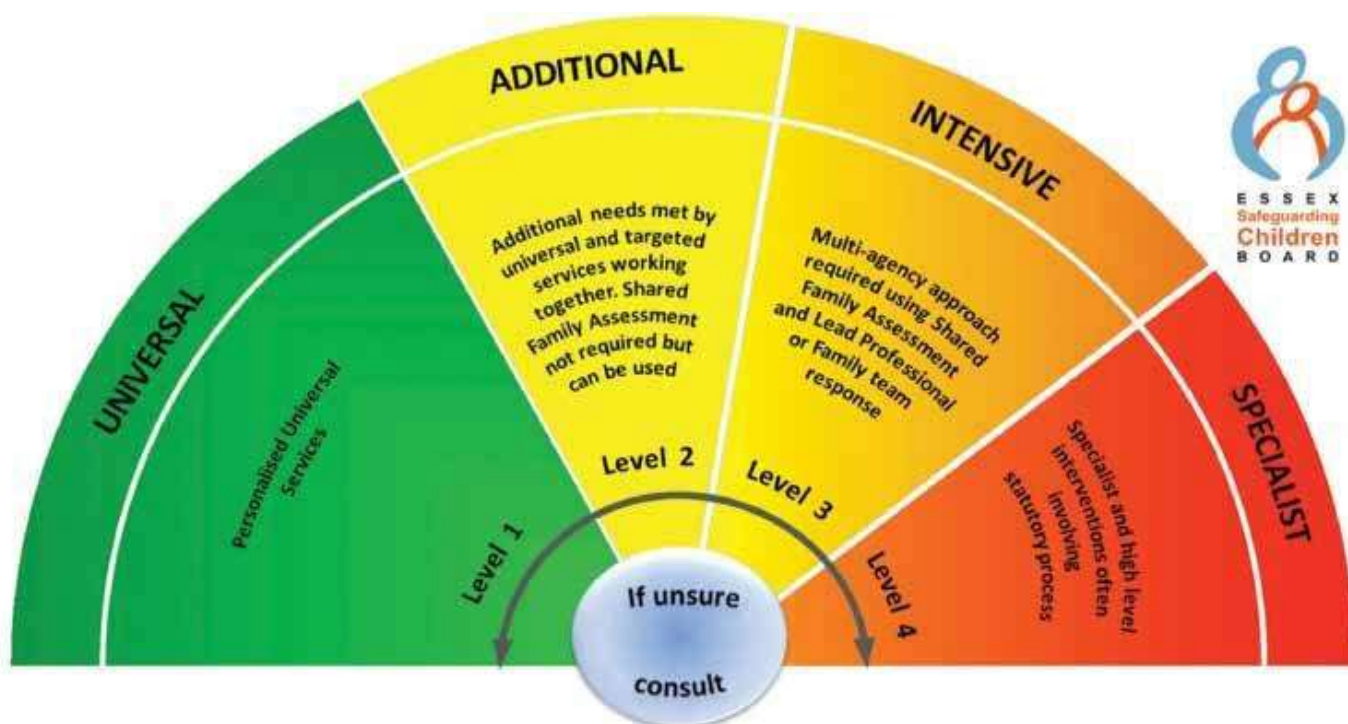 UNIVERSAL
Personalised Universal
Services
Level 1
ADDITIONAL
Additional needs met by
universal and targeted
services working
together. Shared
Family Assessment
not required but
can be used
Level 2
INTENSIVE
Multi-agency approach
required using Shared
Family Assessment
and Lead Professional
or Family team
response
Level 3
SPECIALIST
Specialist and high level
interventions often
involving
statutory process
Level 4
If unsure
consult
ESSEX
Safeguarding
Children
BOARD